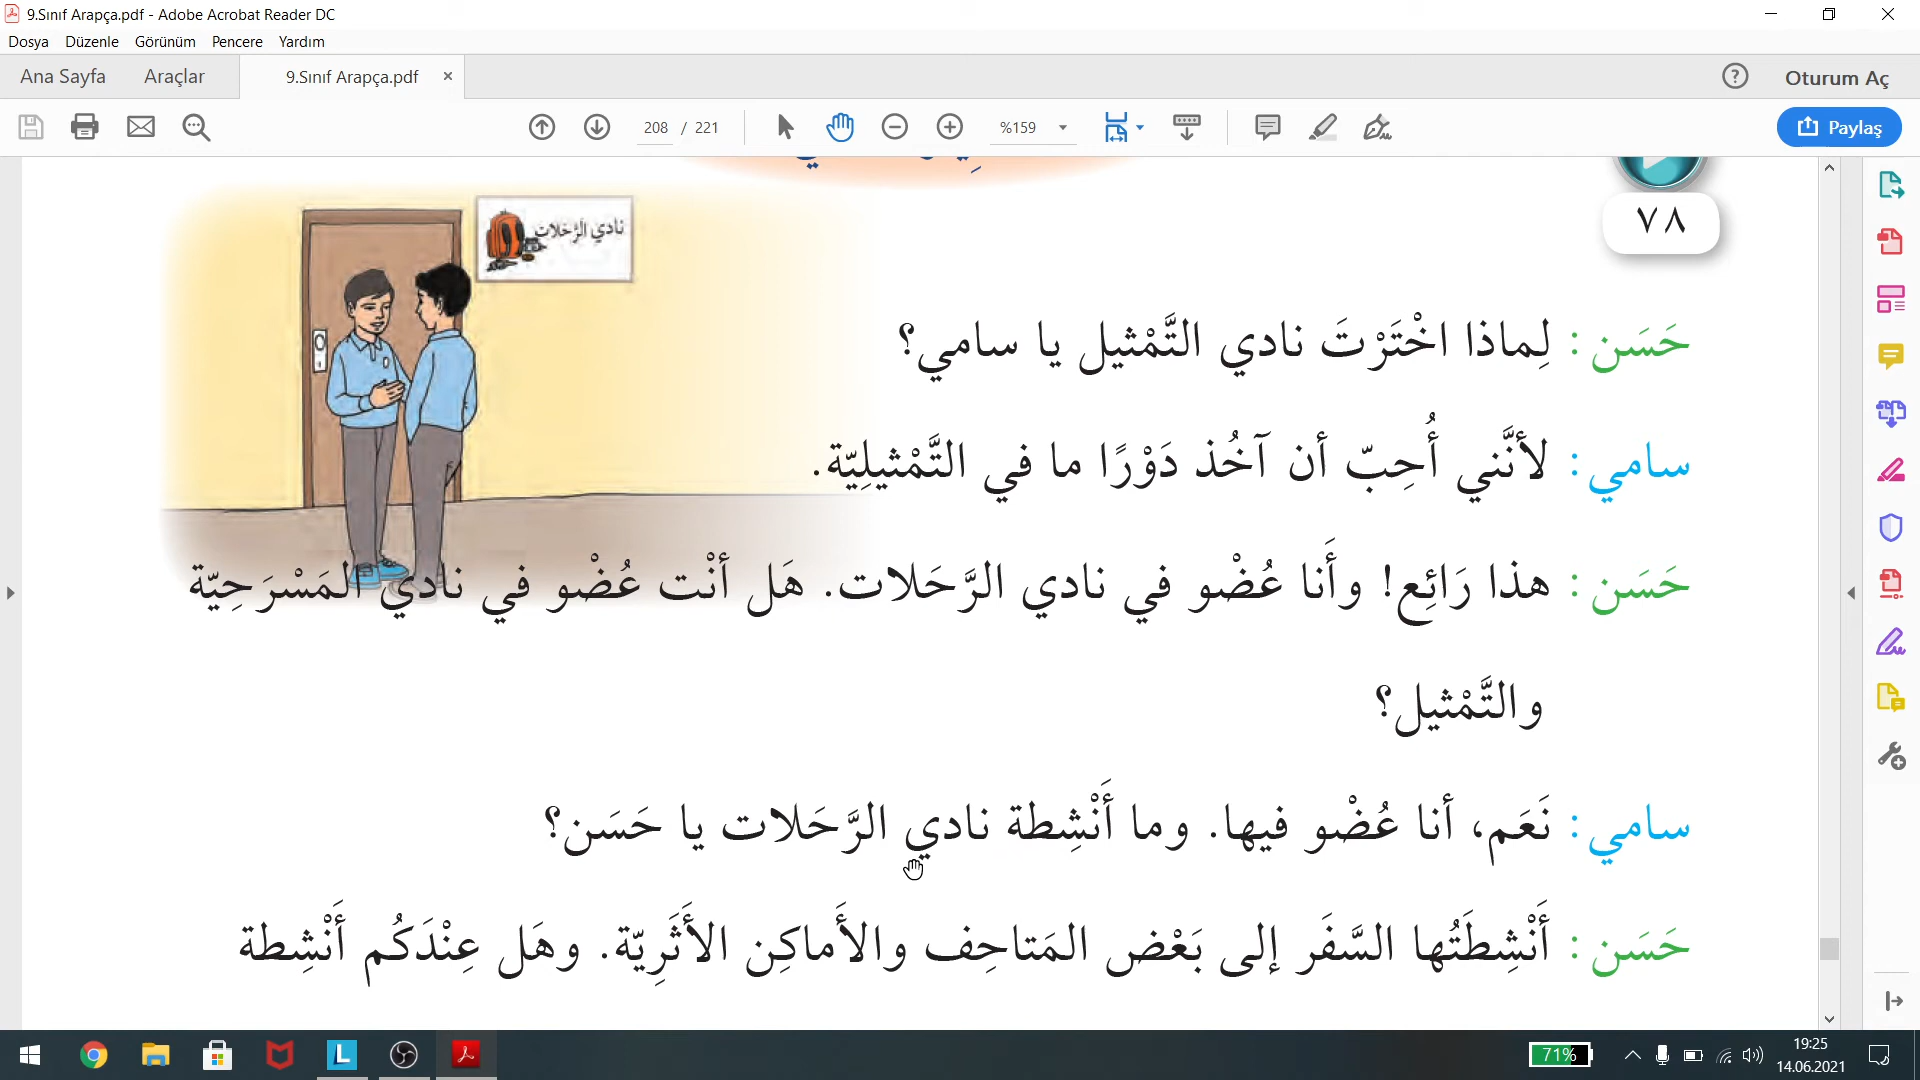 9.Sınıf Arapça.pdf - Adobe Acrobat Reader DC
Dosya Düzenle Görünüm Pencere Yardım
Ana Sayfa Araçlar 9.Sınıf Arapça.pdf × ? Oturum Aç
208 / 221 %159 Paylaş
نادي الرَّحَلات
٧٨
حَسَن : لِماذا اخْتَرْتَ نادي التَّمْثيل يا سامي؟
سامي : لأنَّني أُحِبّ أن آخُذ دَوْرًا ما في التَّمْثيلِيّة.
حَسَن : هذا رَائِع! وأَنا عُضْو في نادي الرَّحَلات. هَل أنْت عُضْو في نادي المَسْرَحِيّة
والتَّمْثيل؟
سامي : نَعَم، أنا عُضْو فيها. وما أَنْشِطة نادي الرَّحَلات يا حَسَن؟
حَسَن : أَنْشِطَتُها السَّفَر إلى بَعْض المَتاحِف والأَماكِن الأَثَرِيّة. وهَل عِنْدَكُم أَنْشِطة
71% 19:25
14.06.2021